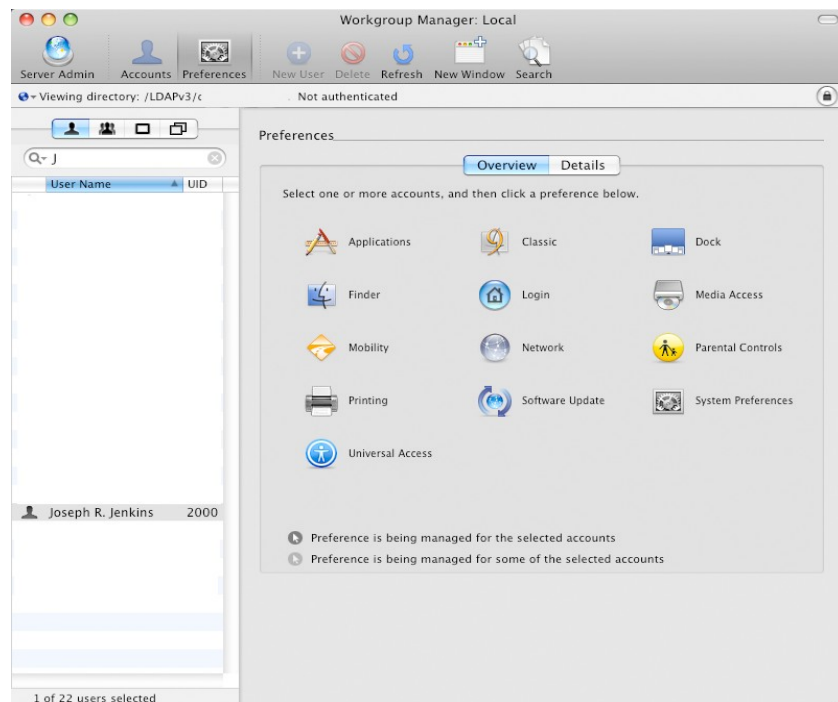 Workgroup Manager: Local
Server Admin Accounts Preferences New User Delete Refresh New Window Search
Viewing directory: /LDAPv3/c . Not authenticated
J
User Name UID
Joseph R. Jenkins 2000
1 of 22 users selected
Preferences
Overview Details
Select one or more accounts, and then click a preference below.
Applications Classic Dock
Finder Login Media Access
Mobility Network Parental Controls
Printing Software Update System Preferences
Universal Access
Preference is being managed for the selected accounts
Preference is being managed for some of the selected accounts